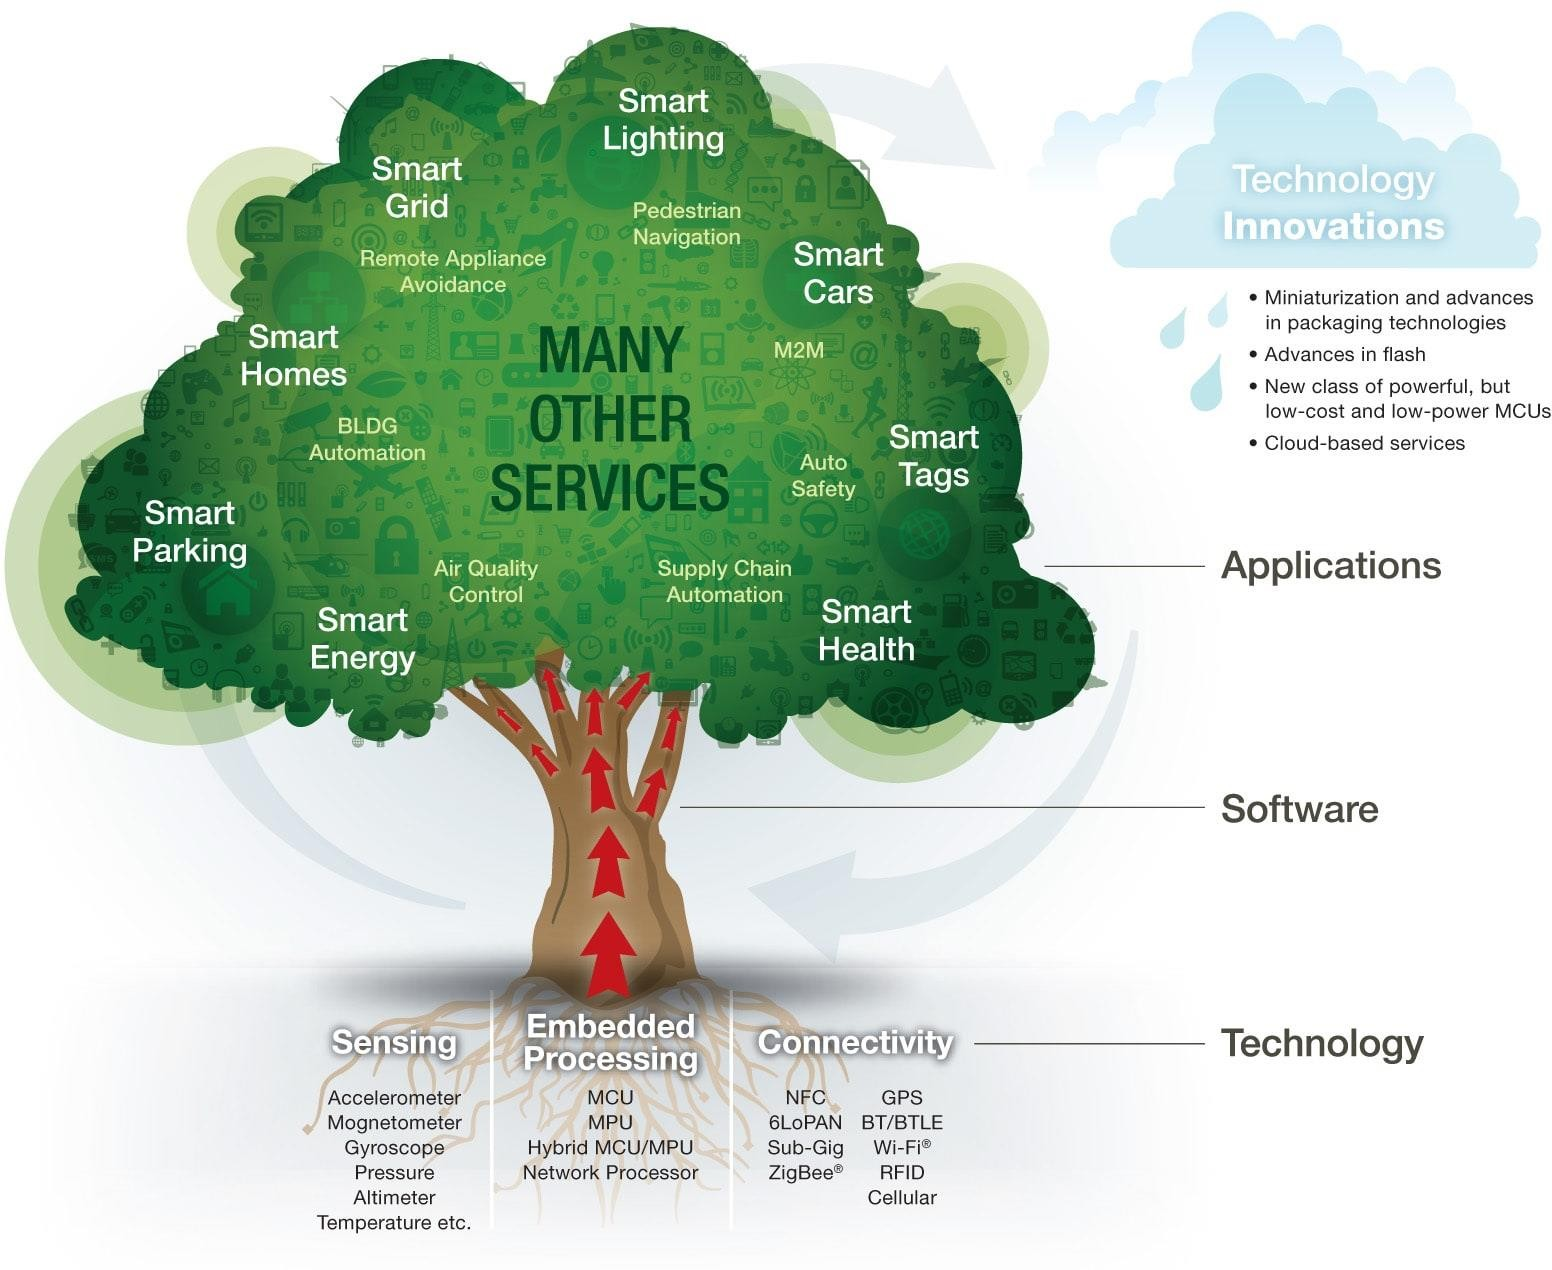 Smart
Lighting
Smart
Grid
Pedestrian
Navigation
Remote Appliance
Avoidance
Smart
Cars
Smart
Homes
MANY
OTHER
SERVICES
M2M
BLDG
Automation
Smart
Tags
Auto
Safety
Smart
Parking
Air Quality
Control
Supply Chain
Automation
Smart
Energy
Smart
Health
AIR
BAG
SMS
WiFi
Technology
Innovations
• Miniaturization and advances
in packaging technologies
• Advances in flash
• New class of powerful, but
low-cost and low-power MCUs
• Cloud-based services
Applications
Software
Technology
Sensing
Accelerometer
Mognetometer
Gyroscope
Pressure
Altimeter
Temperature etc.
Embedded
Processing
MCU
MPU
Hybrid MCU/MPU
Network Processor
Connectivity
NFC
6LoPAN
Sub-Gig
ZigBee®
GPS
BT/BTLE
Wi-Fi®
RFID
Cellular